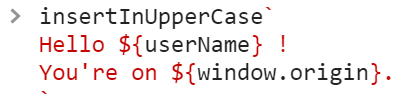 > insertInUpperCase`
Hello ${userName} !
You're on ${window.origin}.
`